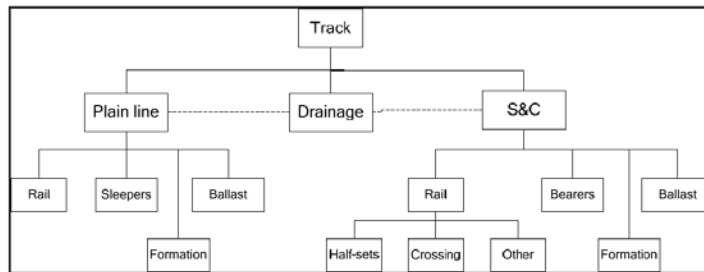 Track
Plain line
Drainage
S&C
Rail
Sleepers
Ballast
Rail
Bearers
Ballast
Formation
Half-sets
Crossing
Other
Formation